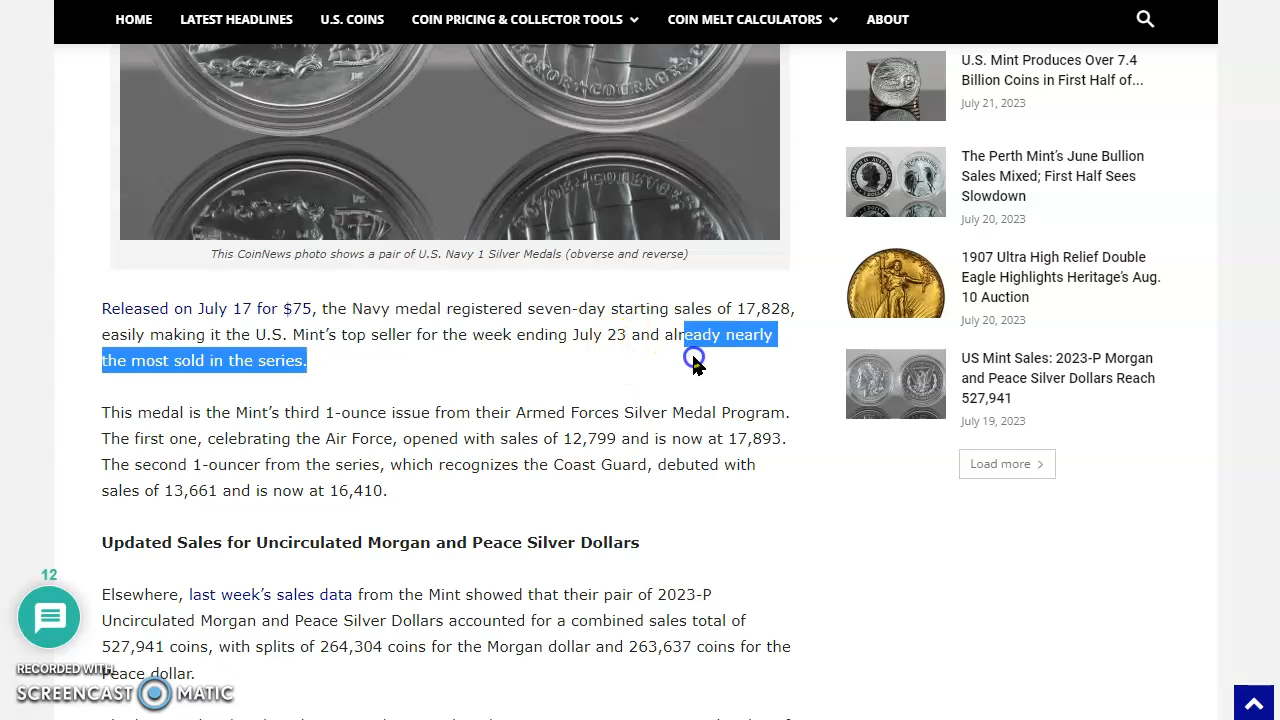 HOME LATEST HEADLINES U.S. COINS COIN PRICING & COLLECTOR TOOLS COIN MELT CALCULATORS ABOUT
This CoinNews photo shows a pair of U.S. Navy 1 Silver Medals (obverse and reverse)
Released on July 17 for $75, the Navy medal registered seven-day starting sales of 17,828,
easily making it the U.S. Mint's top seller for the week ending July 23 and already nearly
the most sold in the series.
This medal is the Mint's third 1-ounce issue from their Armed Forces Silver Medal Program.
The first one, celebrating the Air Force, opened with sales of 12,799 and is now at 17,893.
The second 1-ouncer from the series, which recognizes the Coast Guard, debuted with
sales of 13,661 and is now at 16,410.
Updated Sales for Uncirculated Morgan and Peace Silver Dollars
Elsewhere, last week's sales data from the Mint showed that their pair of 2023-P
Uncirculated Morgan and Peace Silver Dollars accounted for a combined sales total of
527,941 coins, with splits of 264,304 coins for the Morgan dollar and 263,637 coins for the
Peace dollar.
U.S. Mint Produces Over 7.4
Billion Coins in First Half of...
July 21, 2023
The Perth Mint's June Bullion
Sales Mixed; First Half Sees
Slowdown
July 20, 2023
1907 Ultra High Relief Double
Eagle Highlights Heritage's Aug.
10 Auction
July 20, 2023
US Mint Sales: 2023-P Morgan
and Peace Silver Dollars Reach
527,941
July 19, 2023
Load more
12
RECORDED WITH
SCREENCAST MATIC